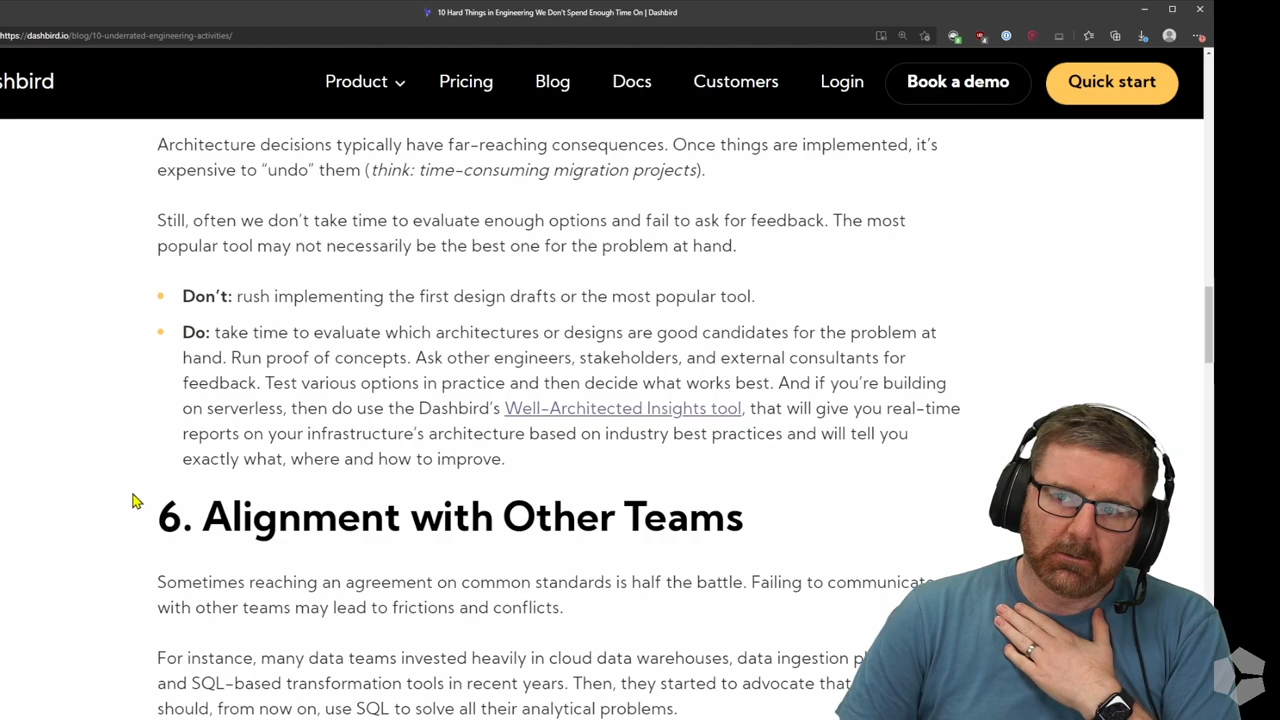 10 Hard Things in Engineering We Don't Spend Enough Time On | Dashbird
https://dashbird.io/blog/10-underrated-engineering-activities/
shbird
Product
Pricing
Blog
Docs
Customers
Login
Book a demo
Quick start
Architecture decisions typically have far-reaching consequences. Once things are implemented, it's
expensive to “undo” them (think: time-consuming migration projects).
Still, often we don't take time to evaluate enough options and fail to ask for feedback. The most
popular tool may not necessarily be the best one for the problem at hand.
Don't: rush implementing the first design drafts or the most popular tool.
Do: take time to evaluate which architectures or designs are good candidates for the problem at
hand. Run proof of concepts. Ask other engineers, stakeholders, and external consultants for
feedback. Test various options in practice and then decide what works best. And if you're building
on serverless, then do use the Dashbird's Well-Architected Insights tool, that will give you real-time
reports on your infrastructure's architecture based on industry best practices and will tell you
exactly what, where and how to improve.
6. Alignment with Other Teams
Sometimes reaching an agreement on common standards is half the battle. Failing to communicate
with other teams may lead to frictions and conflicts.
For instance, many data teams invested heavily in cloud data warehouses, data ingestion
and SQL-based transformation tools in recent years. Then, they started to advocate that
should, from now on, use SQL to solve all their analytical problems.